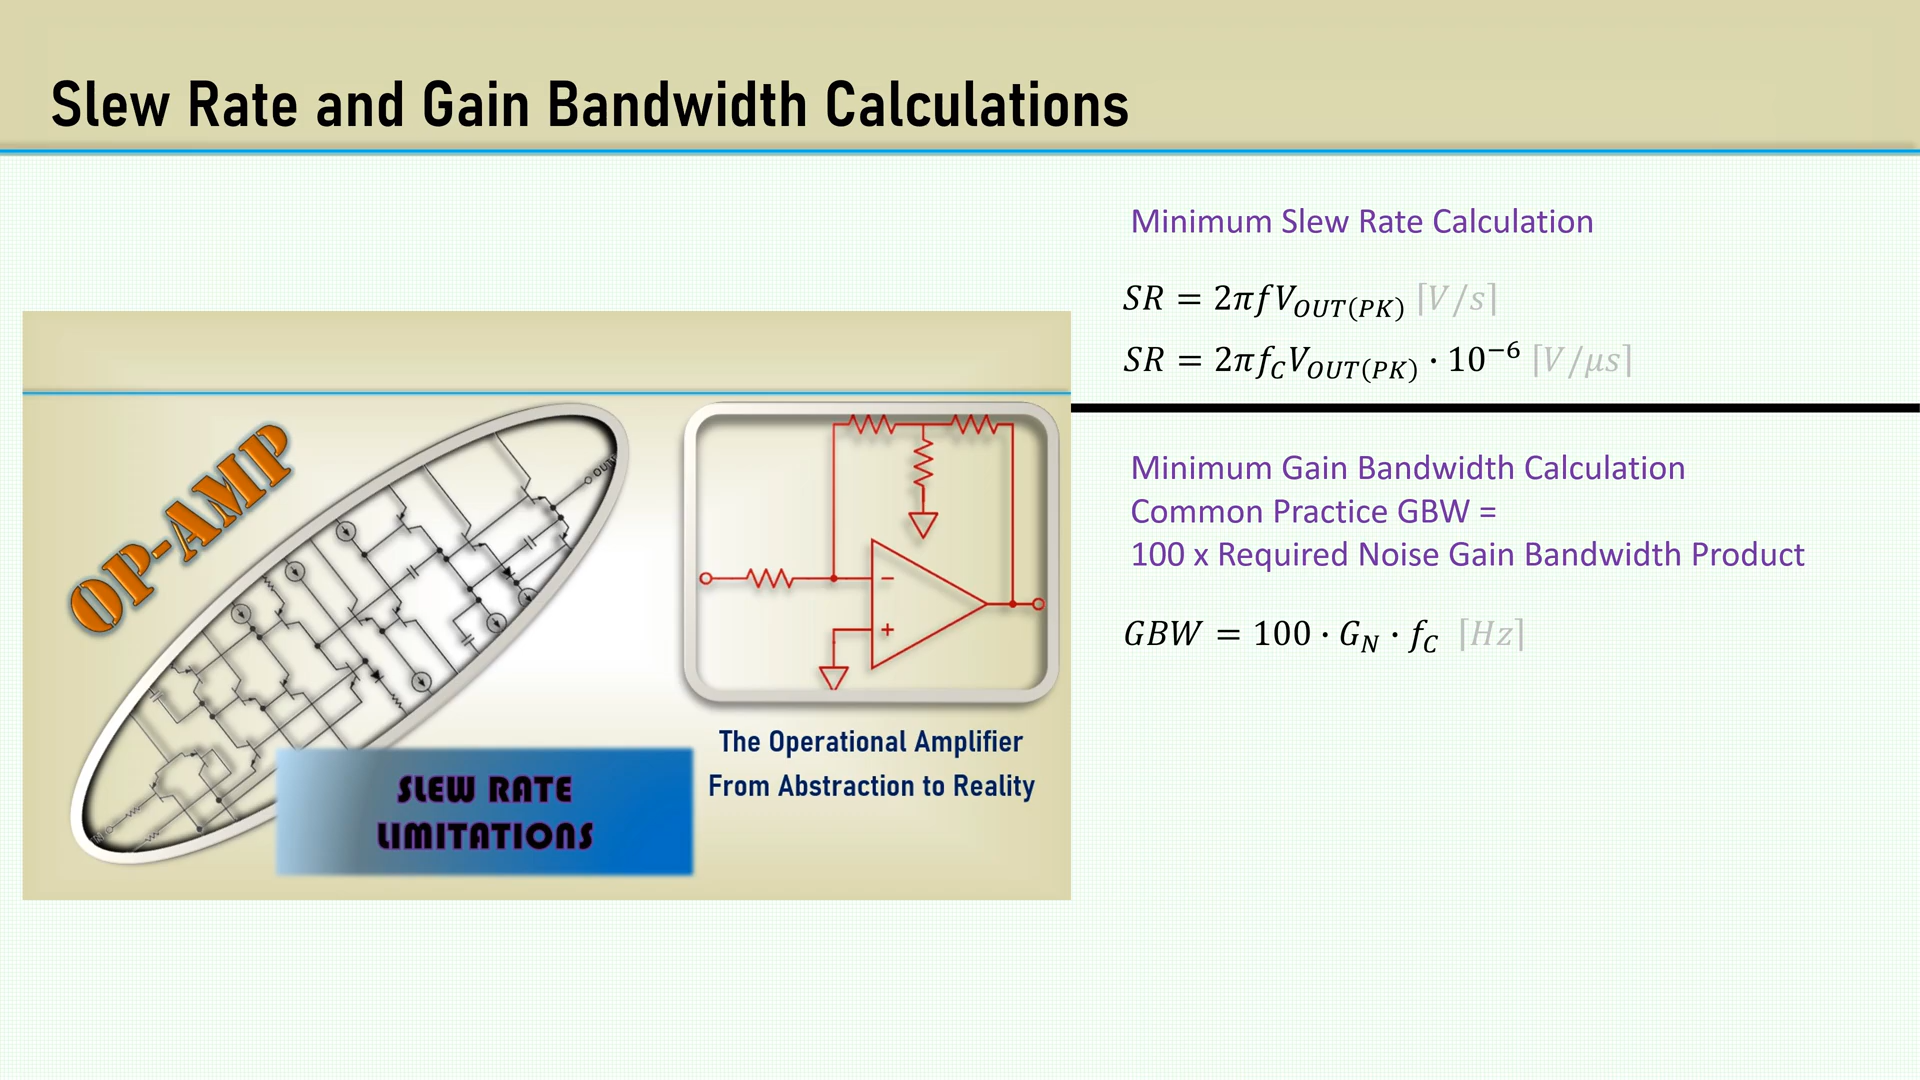 Slew Rate and Gain Bandwidth Calculations
Minimum Slew Rate Calculation
SR = 2πfV_OUT(PK) ⌈V/s⌉
SR = 2πf_C V_OUT(PK) · 10⁻⁶ ⌈V/μs⌉
Minimum Gain Bandwidth Calculation
Common Practice GBW =
100 x Required Noise Gain Bandwidth Product
GBW = 100 · G_N · f_C ⌈Hz⌉
OP-AMP
OUT
−
+
IN
The Operational Amplifier
From Abstraction to Reality
SLEW RATE
LIMITATIONS